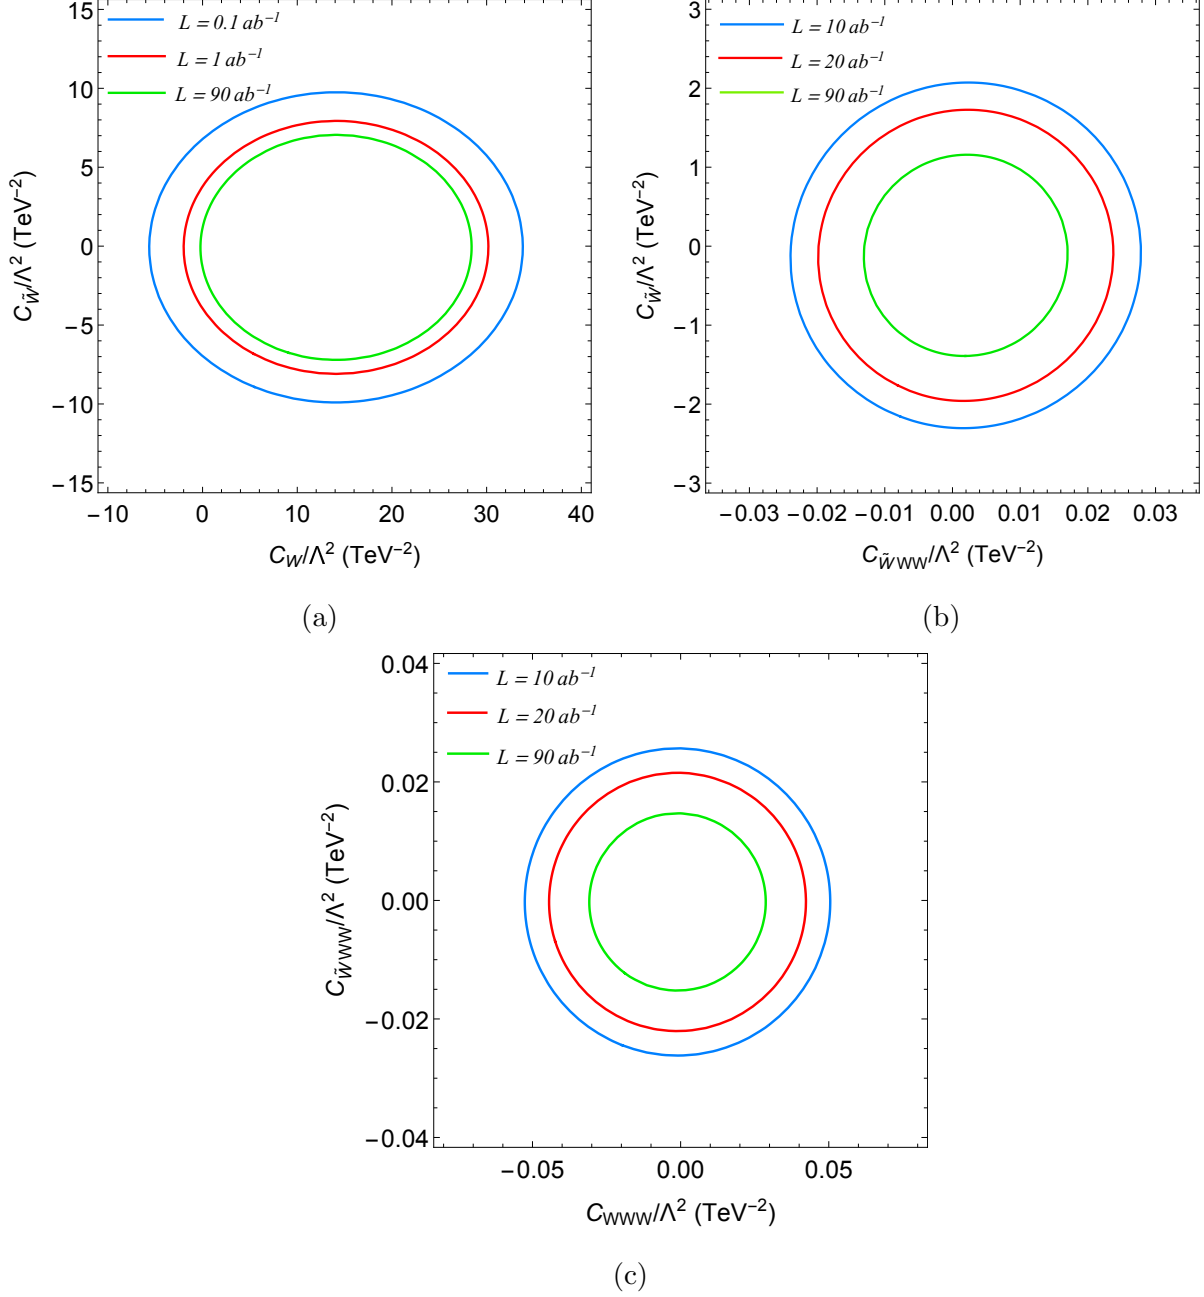 L = 0.1 ab⁻¹
L = 1 ab⁻¹
L = 90 ab⁻¹
15
10
5
0
−5
−10
−15
C_W̃/Λ² (TeV⁻²)
−10 0 10 20 30 40
C_W/Λ² (TeV⁻²)
(a)
L = 10 ab⁻¹
L = 20 ab⁻¹
L = 90 ab⁻¹
3
2
1
0
−1
−2
−3
C_W̃/Λ² (TeV⁻²)
−0.03 −0.02 −0.01 0.00 0.01 0.02 0.03
C_W̃WW/Λ² (TeV⁻²)
(b)
L = 10 ab⁻¹
L = 20 ab⁻¹
L = 90 ab⁻¹
0.04
0.02
0.00
−0.02
−0.04
C_W̃WW/Λ² (TeV⁻²)
−0.05 0.00 0.05
C_WWW/Λ² (TeV⁻²)
(c)